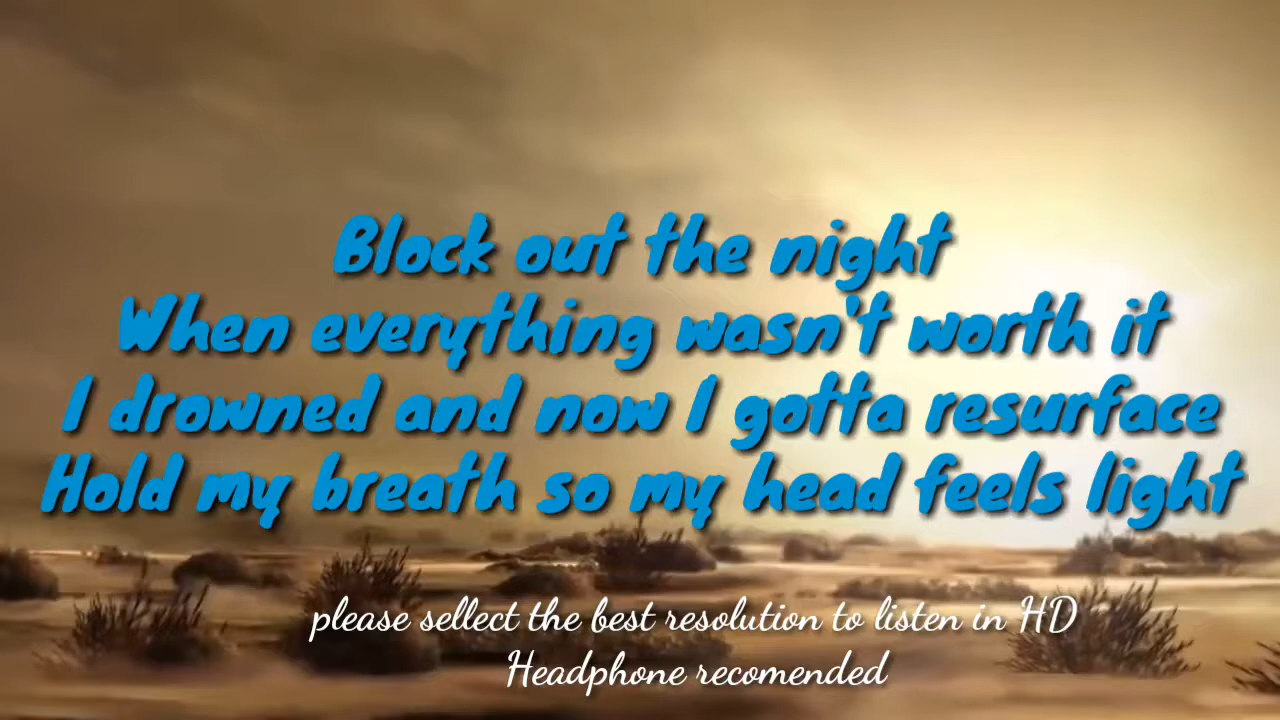 Block out the night
When everything wasn't worth it
I drowned and now I gotta resurface
Hold my breath so my head feels light
please sellect the best resolution to listen in HD
Headphone recomended